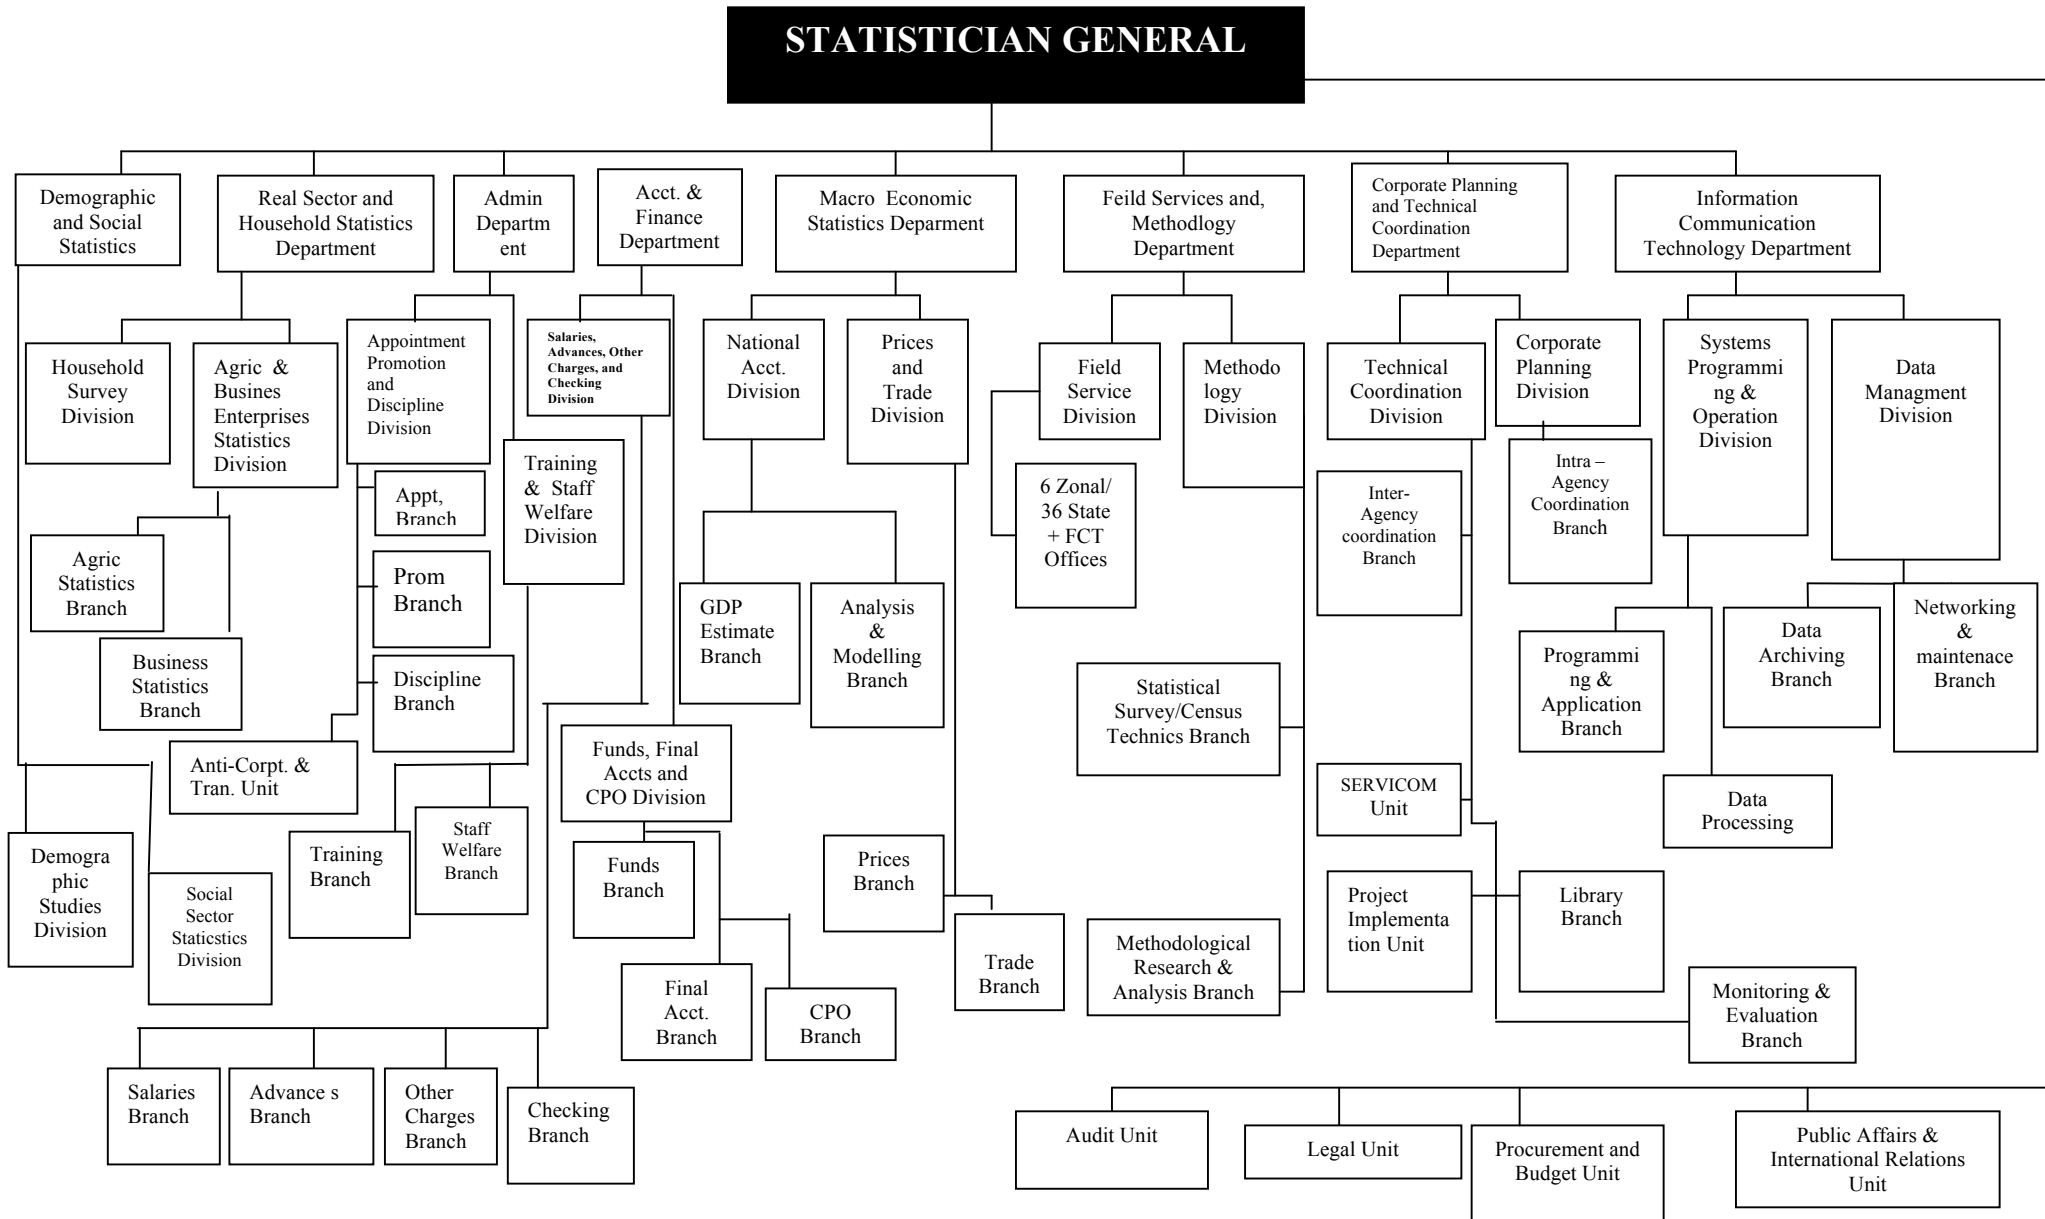 STATISTICIAN GENERAL
Demographic
and Social
Statistics
Real Sector and
Household Statistics
Department
Admin
Departm
ent
Acct. &
Finance
Department
Macro Economic
Statistics Deparment
Feild Services and,
Methodlogy
Department
Corporate Planning
and Technical
Coordination
Department
Information
Communication
Technology Department
Household
Survey
Division
Agric &
Busines
Enterprises
Statistics
Division
Appointment
Promotion
and
Discipline
Division
Salaries,
Advances, Other
Charges, and
Checking
Division
National
Acct.
Division
Prices
and
Trade
Division
Field
Service
Division
Methodo
logy
Division
Technical
Coordination
Division
Corporate
Planning
Division
Systems
Programmi
ng &
Operation
Division
Data
Managment
Division
Training
& Staff
Welfare
Division
Appt,
Branch
6 Zonal/
36 State
+ FCT
Offices
Inter-
Agency
coordination
Branch
Intra –
Agency
Coordination
Branch
Agric
Statistics
Branch
Prom
Branch
GDP
Estimate
Branch
Analysis
&
Modelling
Branch
Programmi
ng &
Application
Branch
Data
Archiving
Branch
Networking
&
maintenace
Branch
Business
Statistics
Branch
Discipline
Branch
Statistical
Survey/Census
Technics Branch
Anti-Corpt. &
Tran. Unit
Funds, Final
Accts and
CPO Division
SERVICOM
Unit
Data
Processing
Demogra
phic
Studies
Division
Social
Sector
Staticstics
Division
Training
Branch
Staff
Welfare
Branch
Funds
Branch
Prices
Branch
Project
Implementa
tion Unit
Library
Branch
Final
Acct.
Branch
CPO
Branch
Trade
Branch
Methodological
Research &
Analysis Branch
Monitoring &
Evaluation
Branch
Salaries
Branch
Advance s
Branch
Other
Charges
Branch
Checking
Branch
Audit Unit
Legal Unit
Procurement and
Budget Unit
Public Affairs &
International Relations
Unit